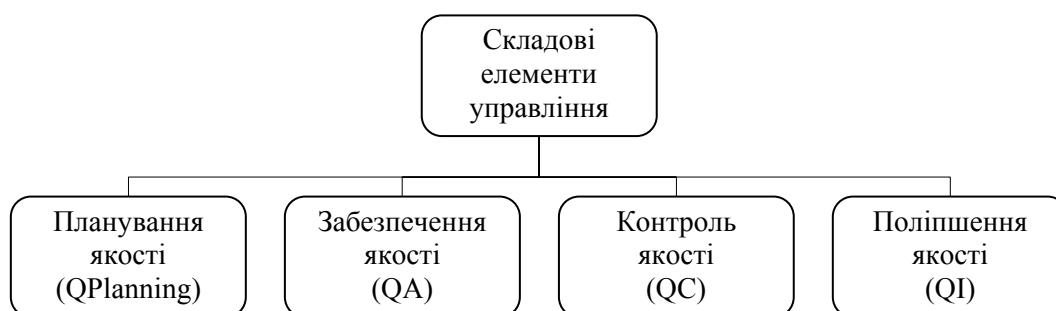 Складові
елементи
управління
Планування
якості
(QPlanning)
Забезпечення
якості
(QA)
Контроль
якості
(QC)
Поліпшення
якості
(QI)